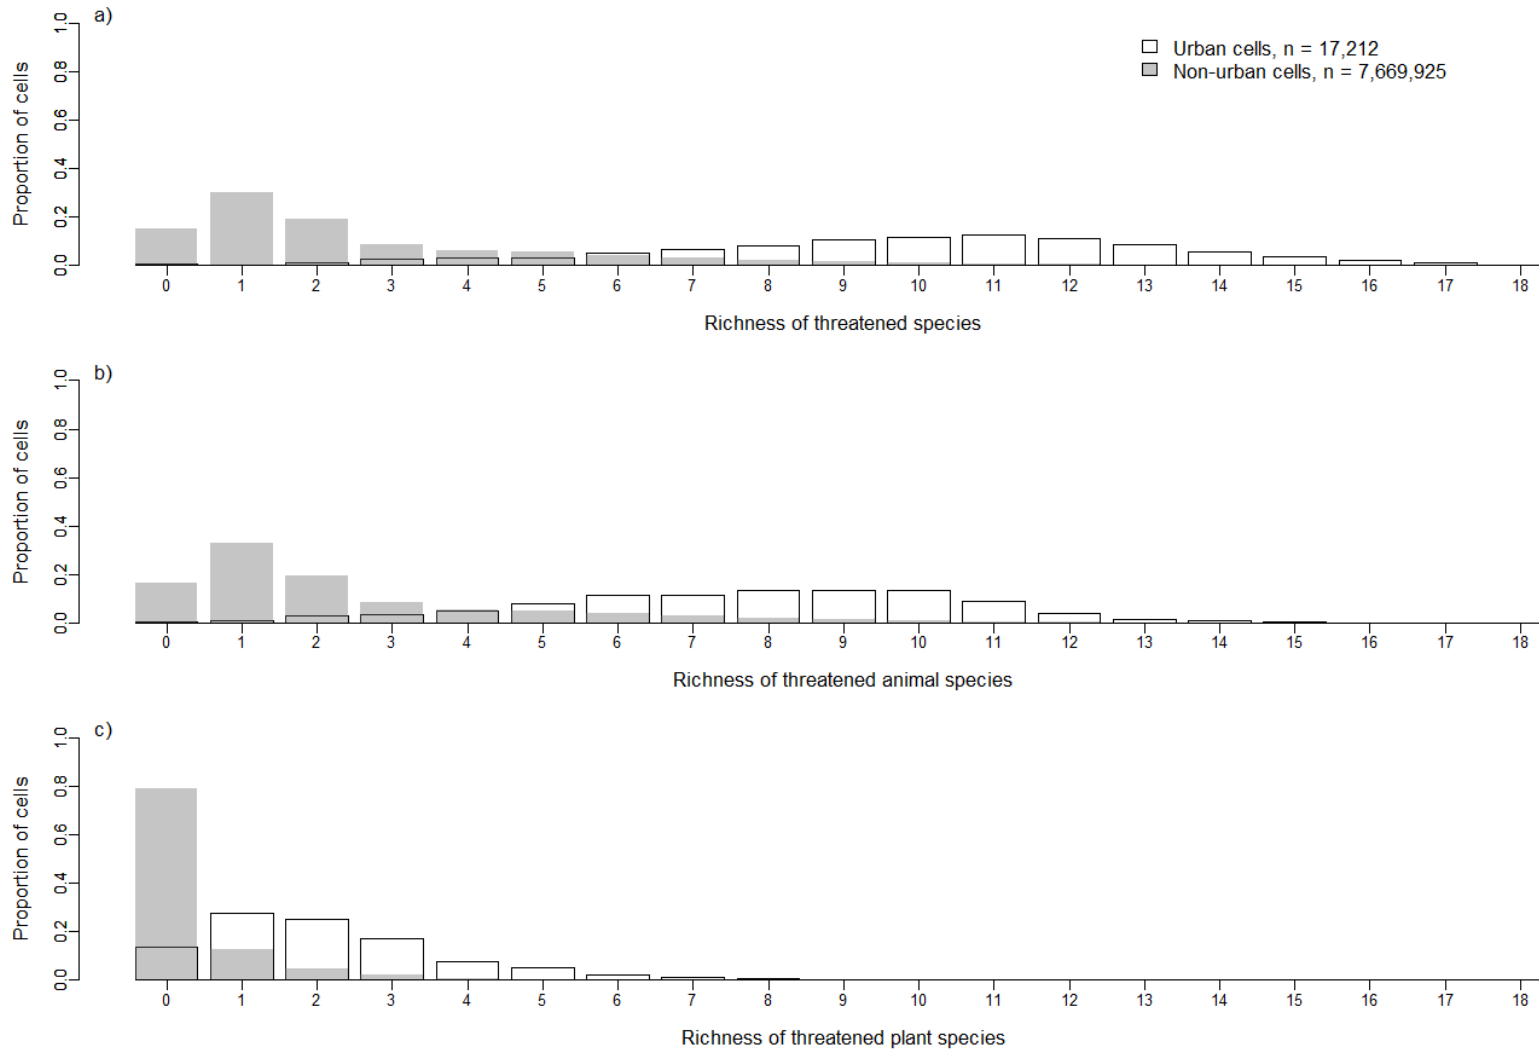 a)
Urban cells, n = 17,212
Non-urban cells, n = 7,669,925
Proportion of cells
0.0 0.2 0.4 0.6 0.8 1.0
0 1 2 3 4 5 6 7 8 9 10 11 12 13 14 15 16 17 18
Richness of threatened species
b)
Proportion of cells
0.0 0.2 0.4 0.6 0.8 1.0
0 1 2 3 4 5 6 7 8 9 10 11 12 13 14 15 16 17 18
Richness of threatened animal species
c)
Proportion of cells
0.0 0.2 0.4 0.6 0.8 1.0
0 1 2 3 4 5 6 7 8 9 10 11 12 13 14 15 16 17 18
Richness of threatened plant species